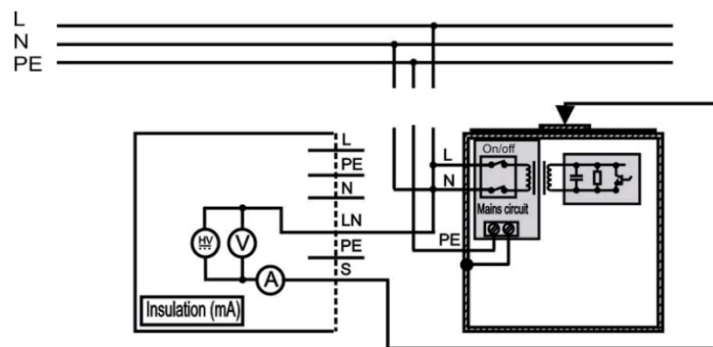 L
N
PE
L
PE
N
LN
PE
S
HV
V
A
Insulation (mA)
L
N
PE
On/off
Mains circuit